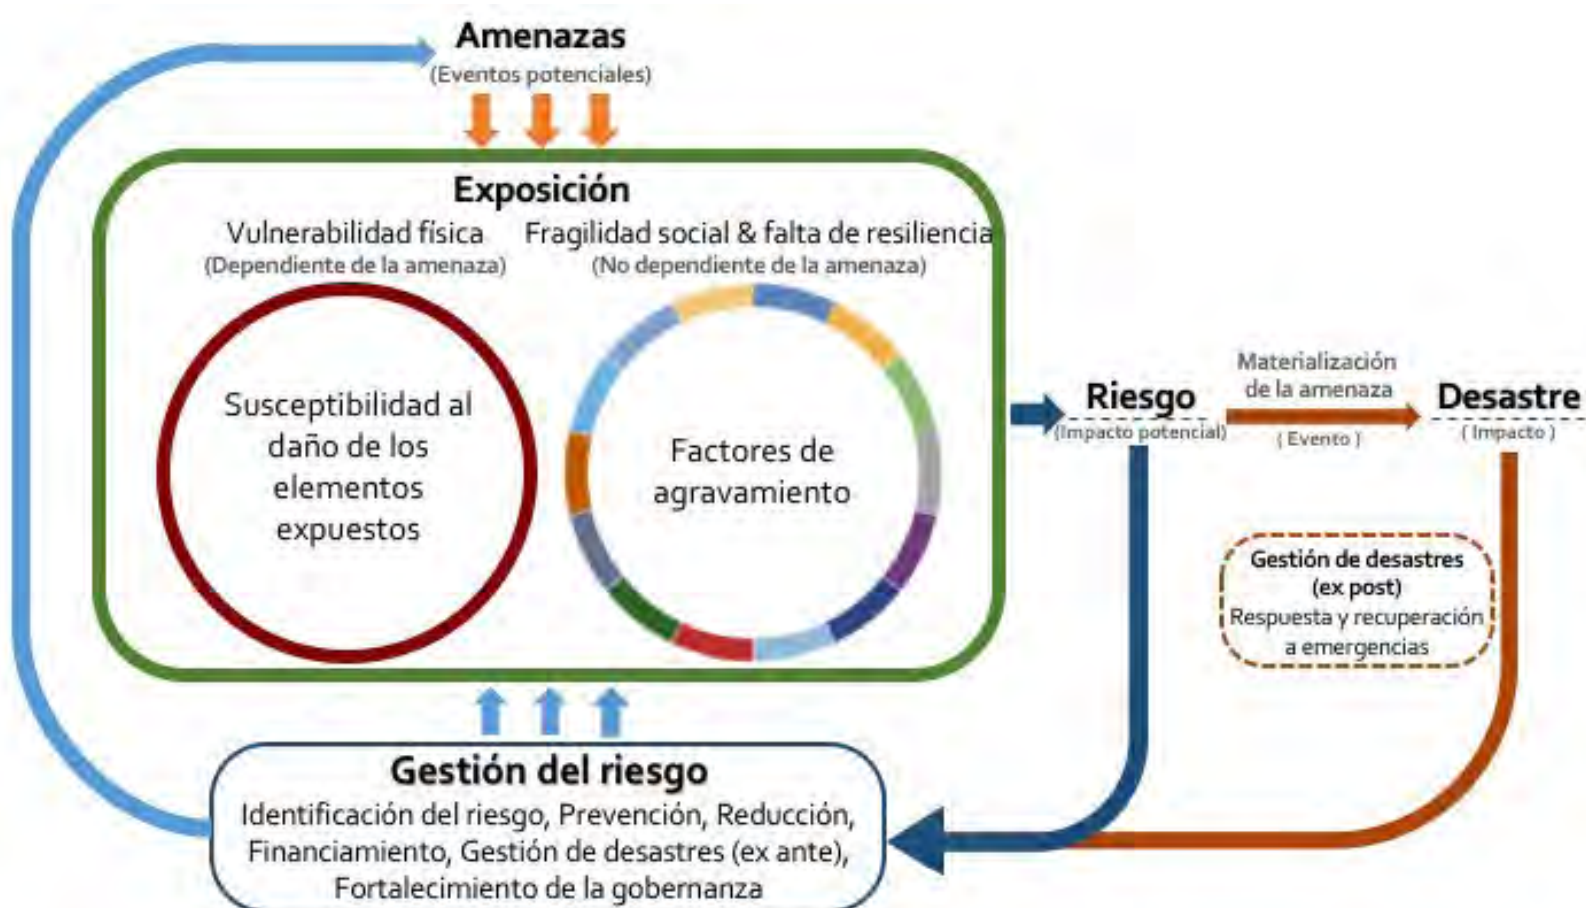 Amenazas
(Eventos potenciales)
Exposición
Vulnerabilidad física
(Dependiente de la amenaza)
Fragilidad social & falta de resiliencia
(No dependiente de la amenaza)
Susceptibilidad al
daño de los
elementos
expuestos
Factores de
agravamiento
Riesgo
(Impacto potencial)
Materialización
de la amenaza
( Evento )
Desastre
( Impacto )
Gestión de desastres
(ex post)
Respuesta y recuperación
a emergencias
Gestión del riesgo
Identificación del riesgo, Prevención, Reducción,
Financiamiento, Gestión de desastres (ex ante),
Fortalecimiento de la gobernanza